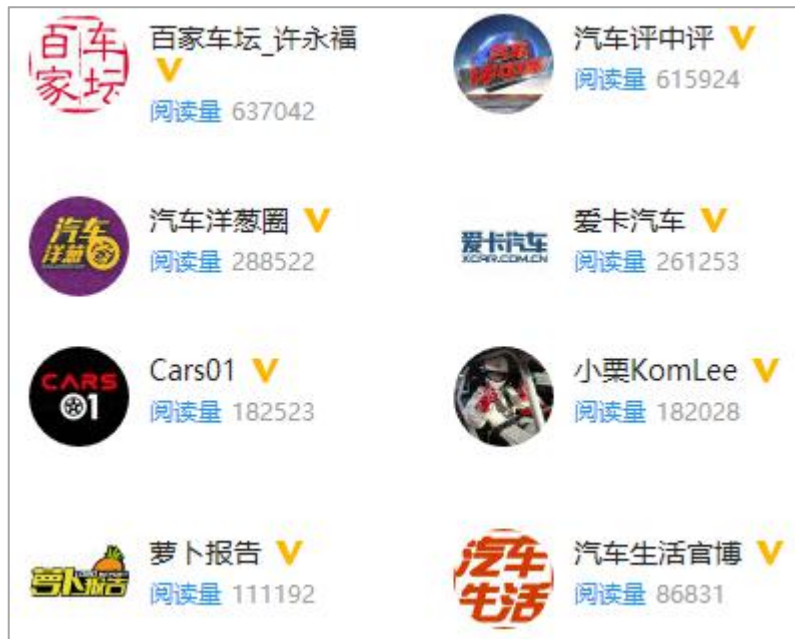 百家车坛
百家车坛_许永福
阅读量 637042
汽车评中评
阅读量 615924
汽车洋葱圈
汽车洋葱圈
阅读量 288522
爱卡汽车
XCAR.COM.CN
爱卡汽车
阅读量 261253
CARS
01
Cars01
阅读量 182523
小栗KomLee
阅读量 182028
萝卜报告
萝卜报告
阅读量 111192
汽车
生活
汽车生活官博
阅读量 86831